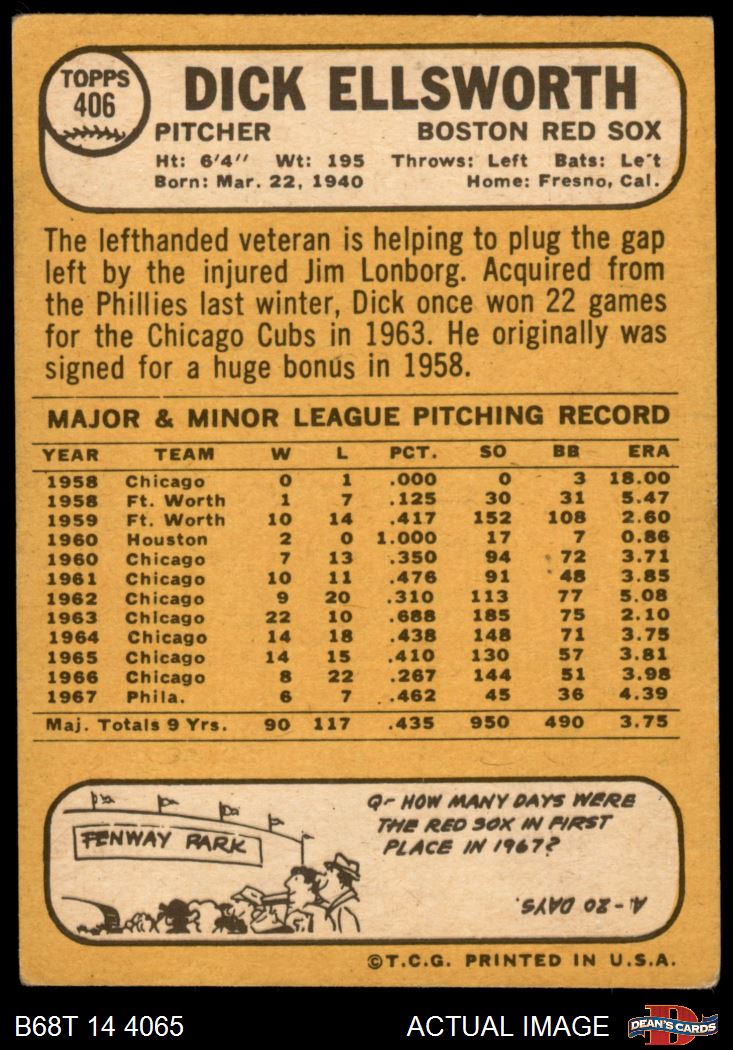 TOPPS
406
DICK ELLSWORTH
PITCHER BOSTON RED SOX
Ht: 6'4'' Wt: 195 Throws: Left Bats: Le't
Born: Mar. 22, 1940 Home: Fresno, Cal.
The lefthanded veteran is helping to plug the gap
left by the injured Jim Lonborg. Acquired from
the Phillies last winter, Dick once won 22 games
for the Chicago Cubs in 1963. He originally was
signed for a huge bonus in 1958.
MAJOR & MINOR LEAGUE PITCHING RECORD
YEAR TEAM W L PCT. SO BB ERA
1958 Chicago 0 1 .000 0 3 18.00
1958 Ft. Worth 1 7 .125 30 31 5.47
1959 Ft. Worth 10 14 .417 152 108 2.60
1960 Houston 2 0 1.000 17 7 0.86
1960 Chicago 7 13 .350 94 72 3.71
1961 Chicago 10 11 .476 91 48 3.85
1962 Chicago 9 20 .310 113 77 5.08
1963 Chicago 22 10 .688 185 75 2.10
1964 Chicago 14 18 .438 148 71 3.75
1965 Chicago 14 15 .410 130 57 3.81
1966 Chicago 8 22 .267 144 51 3.98
1967 Phila. 6 7 .462 45 36 4.39
Maj. Totals 9 Yrs. 90 117 .435 950 490 3.75
FENWAY PARK
Q- HOW MANY DAYS WERE
THE RED SOX IN FIRST
PLACE IN 1967?
A-20 DAYS.
©T.C.G. PRINTED IN U.S.A.
B68T 14 4065 ACTUAL IMAGE
DEAN'S CARDS